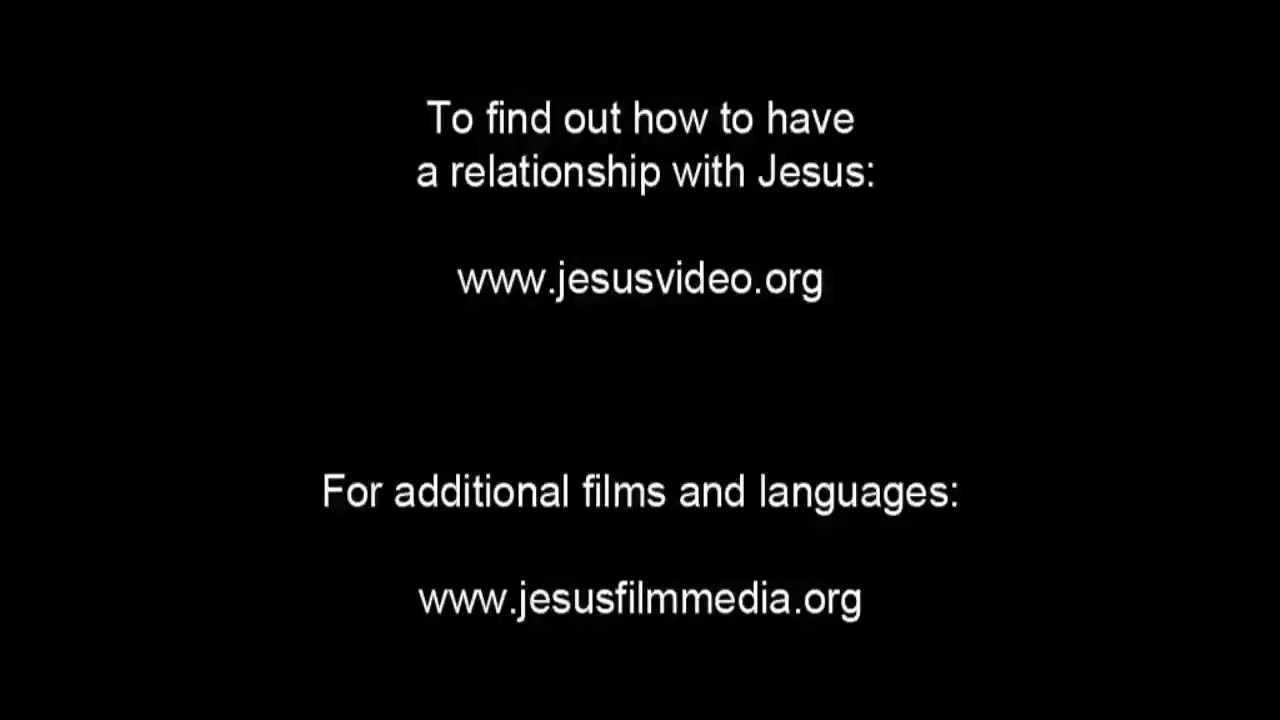 To find out how to have
a relationship with Jesus:
www.jesusvideo.org
For additional films and languages:
www.jesusfilmmedia.org